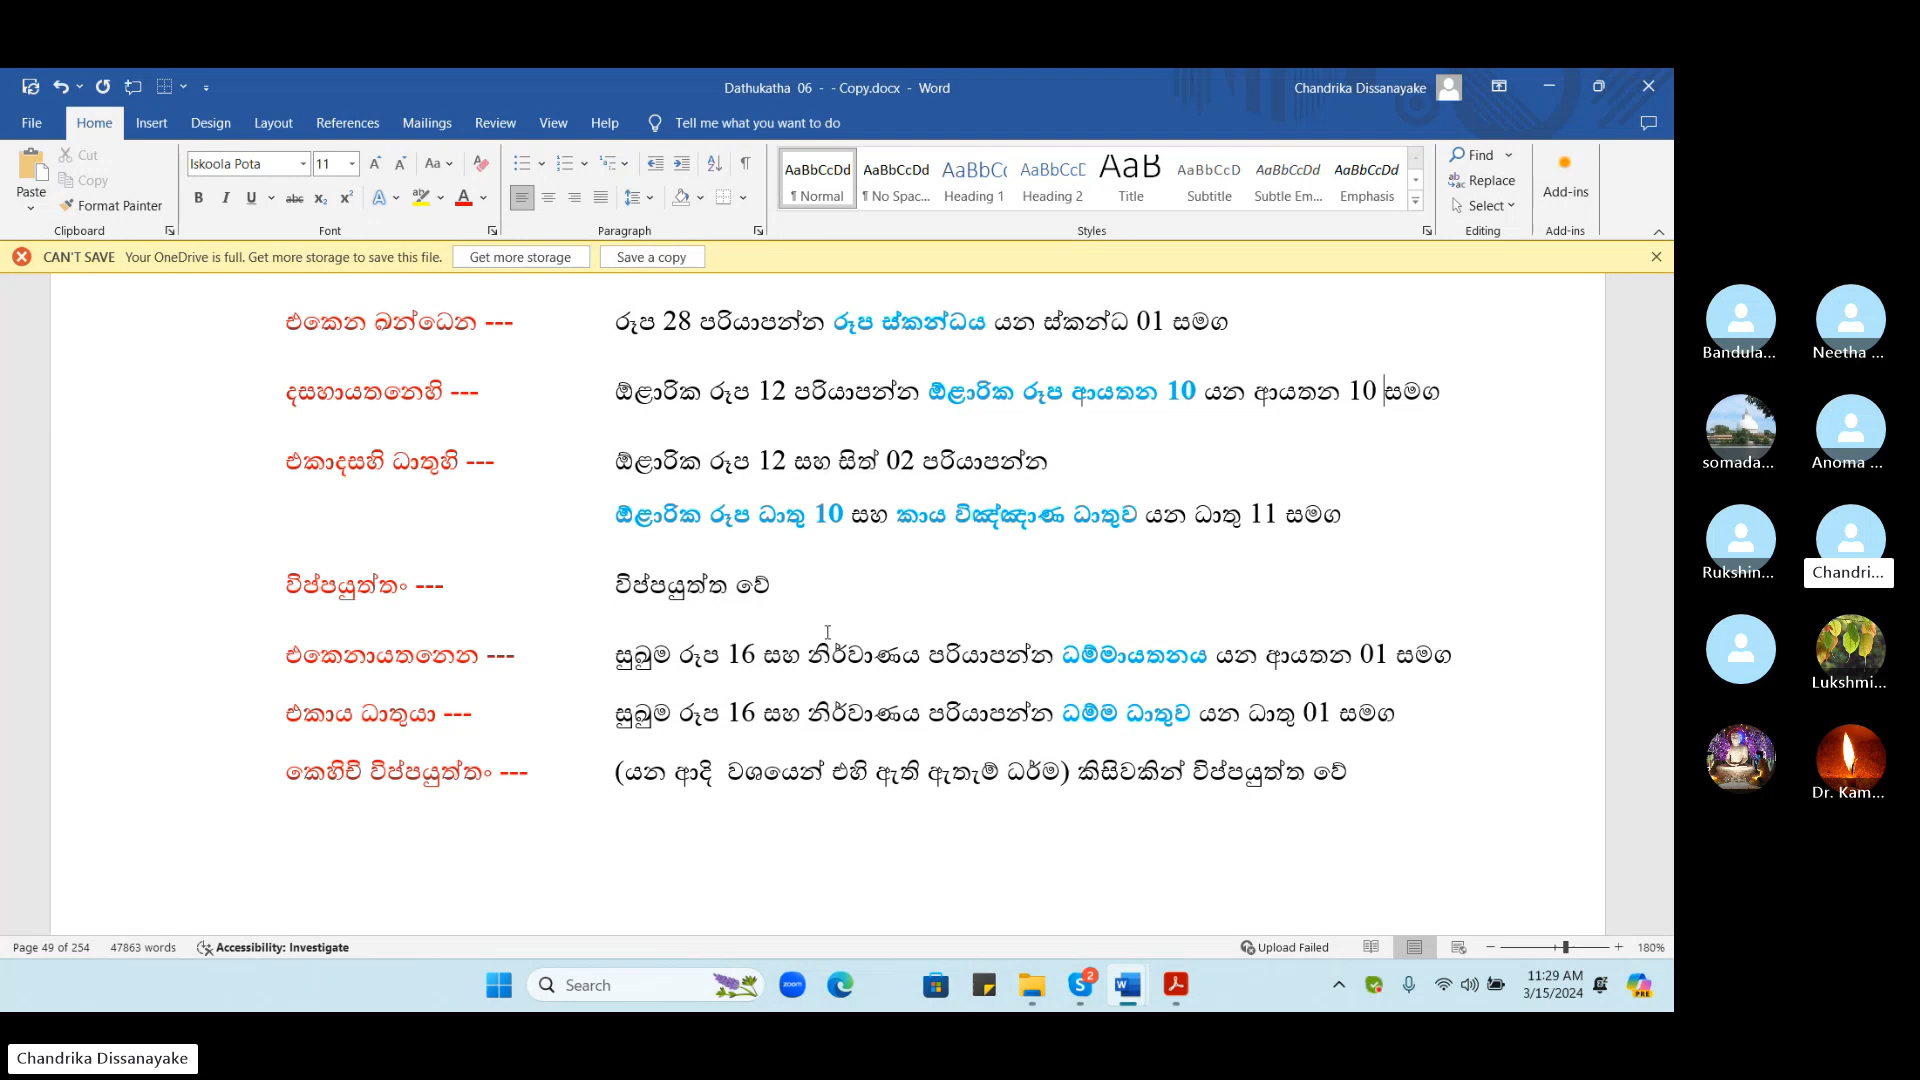 Dathukatha 06 - - Copy.docx - Word
Chandrika Dissanayake
File Home Insert Design Layout References Mailings Review View Help Tell me what you want to do
Paste
Cut
Copy
Format Painter
Clipboard
Iskoola Pota 11
Font
Paragraph
AaBbCcDd AaBbCcDd AaBbCc AaBbCcD AaB AaBbCcD AaBbCcDd AaBbCcDd
¶ Normal ¶ No Spac... Heading 1 Heading 2 Title Subtitle Subtle Em... Emphasis
Styles
Find
Replace
Select
Editing
Add-ins
Add-ins
CAN'T SAVE Your OneDrive is full. Get more storage to save this file. Get more storage Save a copy
එකෙන ඛන්ධෙන --- රූප 28 පරියාපන්න රූප ස්කන්ධය යන ස්කන්ධ 01 සමග
දසහායතනෙහි --- ඕළාරික රූප 12 පරියාපන්න ඕළාරික රූප ආයතන 10 යන ආයතන 10 සමග
එකාදසහි ධාතුහි --- ඕළාරික රූප 12 සහ සිත් 02 පරියාපන්න
ඕළාරික රූප ධාතු 10 සහ කාය විඤ්ඤාණ ධාතුව යන ධාතු 11 සමග
විප්පයුත්තං --- විප්පයුත්ත වේ
එකෙනායතනෙන --- සුඛුම රූප 16 සහ නිර්වාණය පරියාපන්න ධම්මායතනය යන ආයතන 01 සමග
එකාය ධාතුයා --- සුඛුම රූප 16 සහ නිර්වාණය පරියාපන්න ධම්ම ධාතුව යන ධාතු 01 සමග
කෙහිචි විප්පයුත්තං --- (යන ආදි වශයෙන් එහි ඇති ඇතැම් ධර්ම) කිසිවකින් විප්පයුත්ත වේ
Page 49 of 254 47863 words Accessibility: Investigate Upload Failed 180%
Search
zoom
2
11:29 AM
3/15/2024
PRE
Bandula... Neetha ...
somada... Anoma ...
Rukshin... Chandri...
Lukshmi...
Dr. Kam...
Chandrika Dissanayake